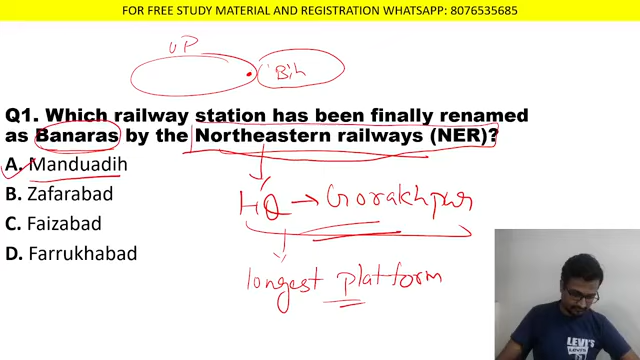 FOR FREE STUDY MATERIAL AND REGISTRATION WHATSAPP: 8076535685
UP
Bih
Q1. Which railway station has been finally renamed
as Banaras by the Northeastern railways (NER)?
A. Manduadih
B. Zafarabad
C. Faizabad
D. Farrukhabad
HQ → Gorakhpur
longest platform
LEVI'S